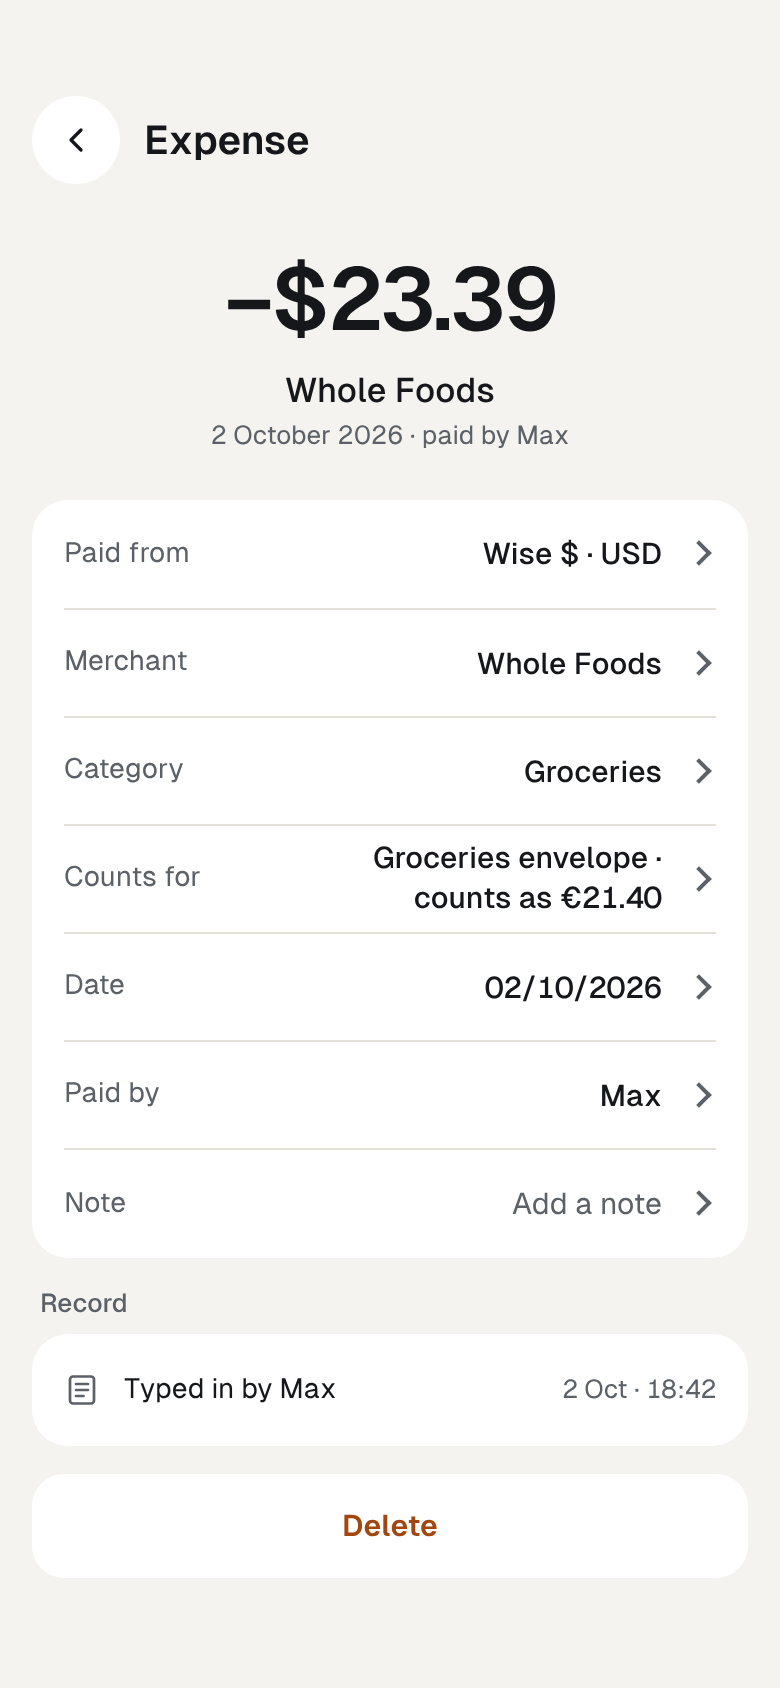 Expense
–$23.39
Whole Foods
2 October 2026 · paid by Max
Paid from
Wise $ · USD
Merchant
Whole Foods
Category
Groceries
Counts for
Groceries envelope ·
counts as €21.40
Date
02/10/2026
Paid by
Max
Note
Add a note
Record
Typed in by Max
2 Oct · 18:42
Delete